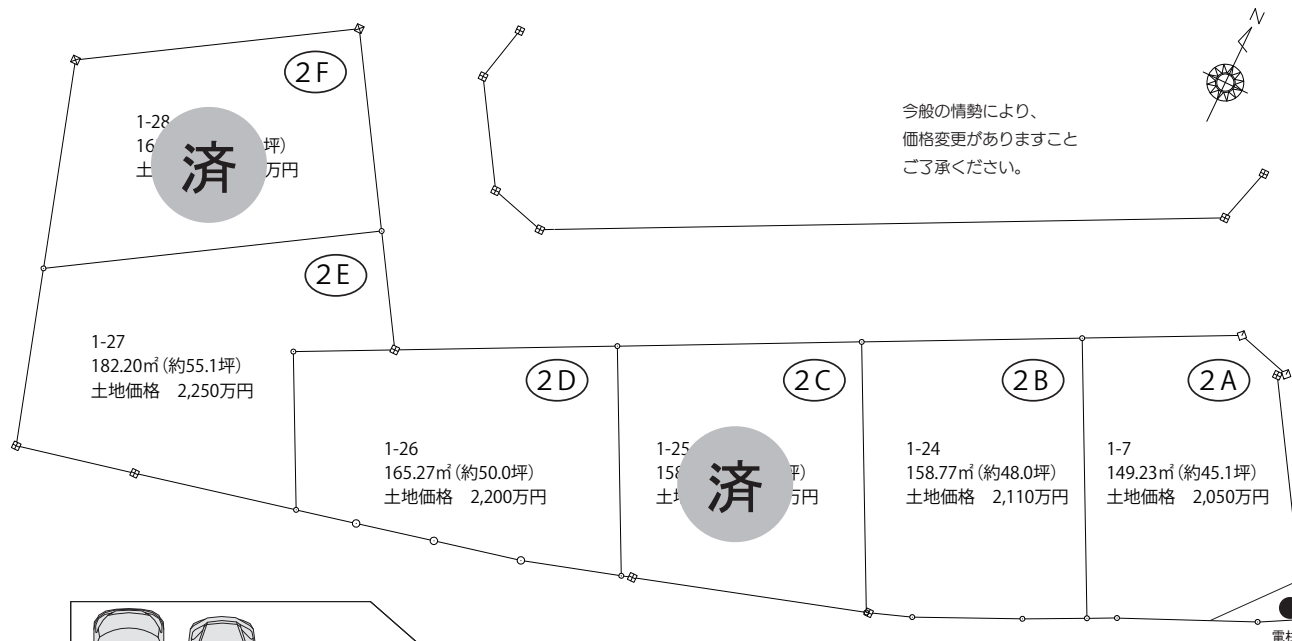 2F
1-28
16 坪)
土 万円
済
N
今般の情勢により、
価格変更がありますこと
ご了承ください。
2E
1-27
182.20㎡(約55.1坪)
土地価格　2,250万円
2D
1-26
165.27㎡(約50.0坪)
土地価格　2,200万円
2C
1-25
158 坪)
土 万円
済
2B
1-24
158.77㎡(約48.0坪)
土地価格　2,110万円
2A
1-7
149.23㎡(約45.1坪)
土地価格　2,050万円